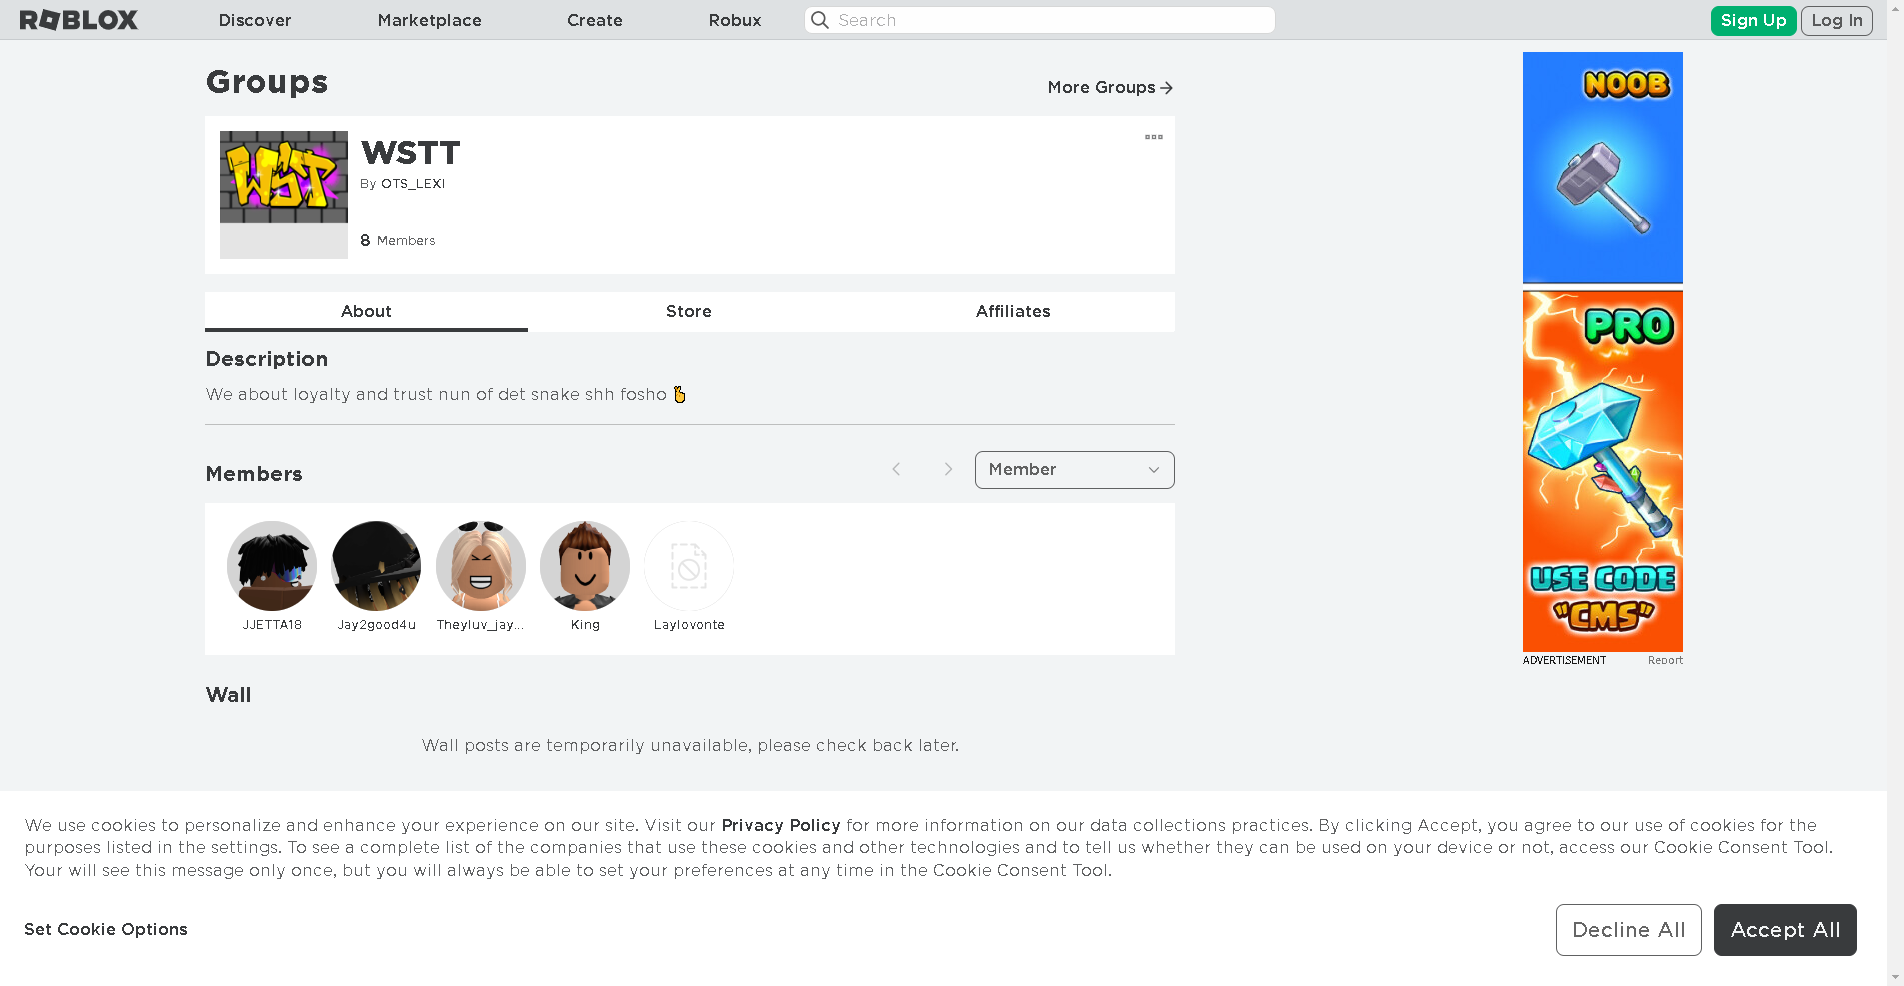 ROBLOX Discover Marketplace Create Robux Search Sign Up Log In
Groups
More Groups
WST
WSTT
By OTS_LEXI
8 Members
About Store Affiliates
Description
We about loyalty and trust nun of det snake shh fosho
Members
Member
JJETTA18 Jay2good4u Theyluv_jay... King Laylovonte
Wall
Wall posts are temporarily unavailable, please check back later.
NOOB
PRO
USE CODE
"CMS"
ADVERTISEMENT Report
We use cookies to personalize and enhance your experience on our site. Visit our Privacy Policy for more information on our data collections practices. By clicking Accept, you agree to our use of cookies for the
purposes listed in the settings. To see a complete list of the companies that use these cookies and other technologies and to tell us whether they can be used on your device or not, access our Cookie Consent Tool.
Your will see this message only once, but you will always be able to set your preferences at any time in the Cookie Consent Tool.
Set Cookie Options
Decline All Accept All